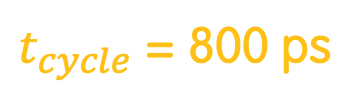 t_cycle = 800 ps